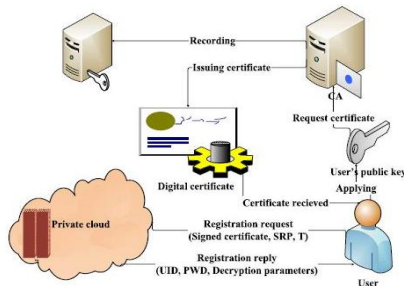 Recording
Issuing certificate
CA
Request certificate
User's public key
Applying
Digital certificate
Certificate recieved
Private cloud
Registration request
(Signed certificate, SRP, T)
Registration reply
(UID, PWD, Decryption parameters)
User